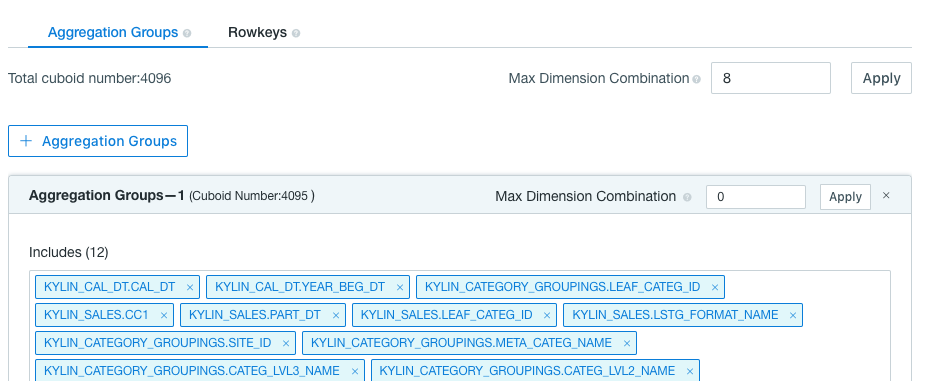 Aggregation Groups ? Rowkeys ?
Total cuboid number:4096 Max Dimension Combination ? 8 Apply
+ Aggregation Groups
Aggregation Groups—1 (Cuboid Number:4095 ) Max Dimension Combination ? 0 Apply ×
Includes (12)
KYLIN_CAL_DT.CAL_DT × KYLIN_CAL_DT.YEAR_BEG_DT × KYLIN_CATEGORY_GROUPINGS.LEAF_CATEG_ID ×
KYLIN_SALES.CC1 × KYLIN_SALES.PART_DT × KYLIN_SALES.LEAF_CATEG_ID × KYLIN_SALES.LSTG_FORMAT_NAME ×
KYLIN_CATEGORY_GROUPINGS.SITE_ID × KYLIN_CATEGORY_GROUPINGS.META_CATEG_NAME ×
KYLIN_CATEGORY_GROUPINGS.CATEG_LVL3_NAME × KYLIN_CATEGORY_GROUPINGS.CATEG_LVL2_NAME ×